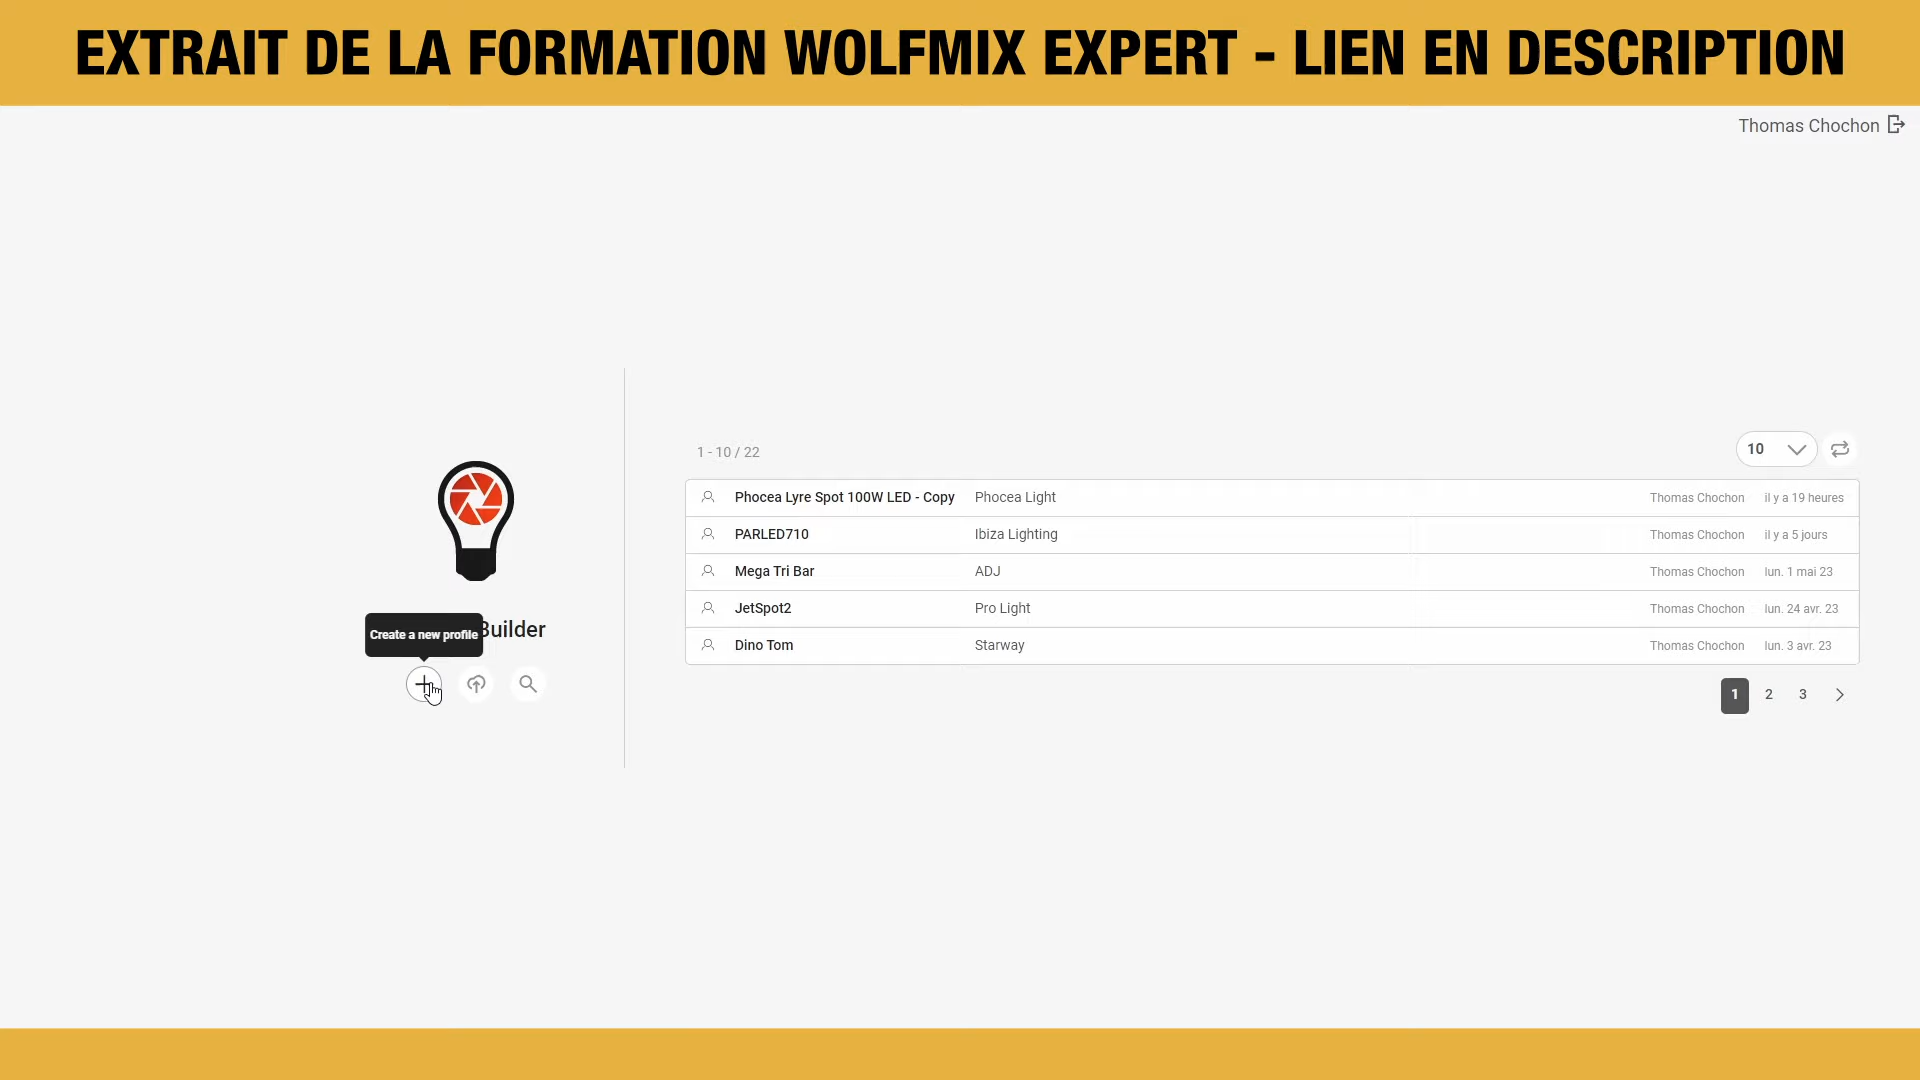 EXTRAIT DE LA FORMATION WOLFMIX EXPERT - LIEN EN DESCRIPTION
Thomas Chochon
1 - 10 / 22
10
Phocea Lyre Spot 100W LED - Copy Phocea Light Thomas Chochon il y a 19 heures
PARLED710 Ibiza Lighting Thomas Chochon il y a 5 jours
Mega Tri Bar ADJ Thomas Chochon lun. 1 mai 23
JetSpot2 Pro Light Thomas Chochon lun. 24 avr. 23
Dino Tom Starway Thomas Chochon lun. 3 avr. 23
Create a new profile
Builder
1 2 3